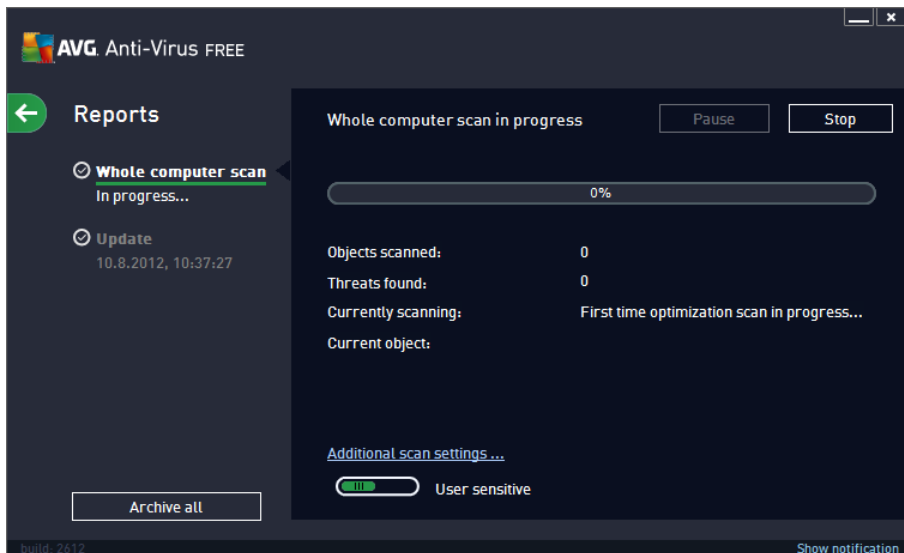 AVG. Anti-Virus FREE
Reports
Whole computer scan
In progress...
Update
10.8.2012, 10:37:27
Archive all
Whole computer scan in progress
Pause
Stop
0%
Objects scanned: 0
Threats found: 0
Currently scanning: First time optimization scan in progress...
Current object:
Additional scan settings ...
User sensitive
build: 2612
Show notification